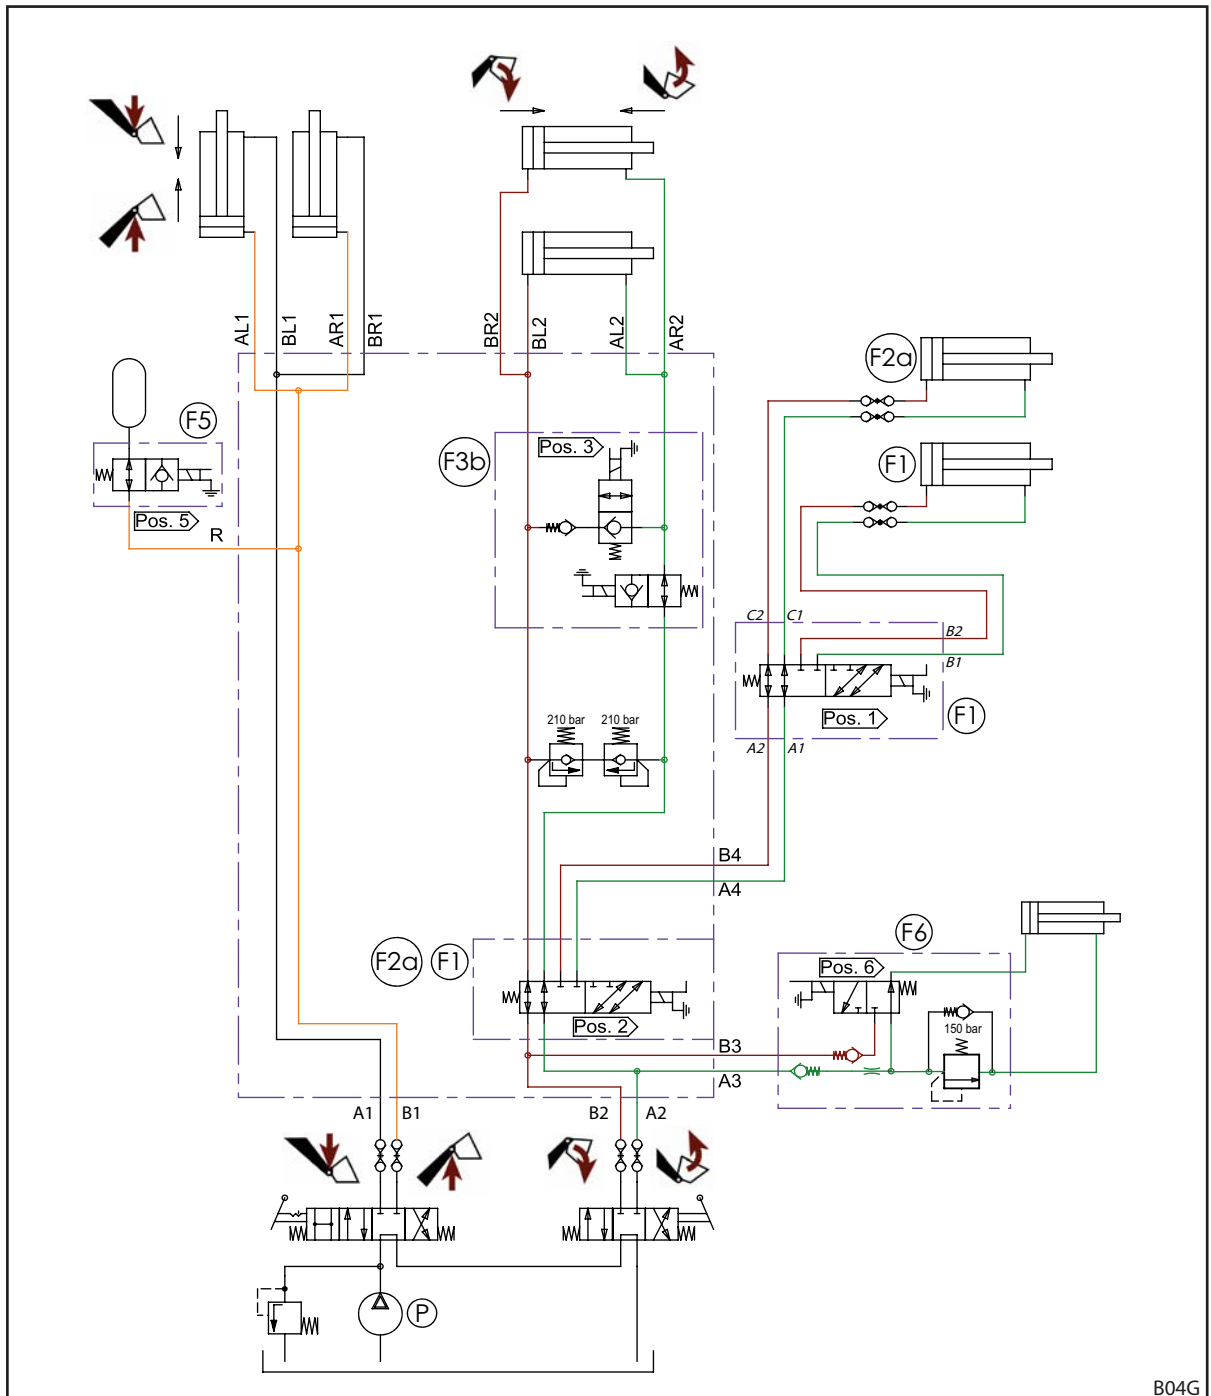 AL1
BL1
AR1
BR1
BR2
BL2
AL2
AR2
F2a
F5
Pos. 5
R
F3b
Pos. 3
F1
C2
C1
B2
B1
Pos. 1
F1
A2
A1
210 bar
210 bar
B4
A4
F2a
F1
Pos. 2
F6
Pos. 6
150 bar
B3
A3
A1
B1
B2
A2
P
B04G